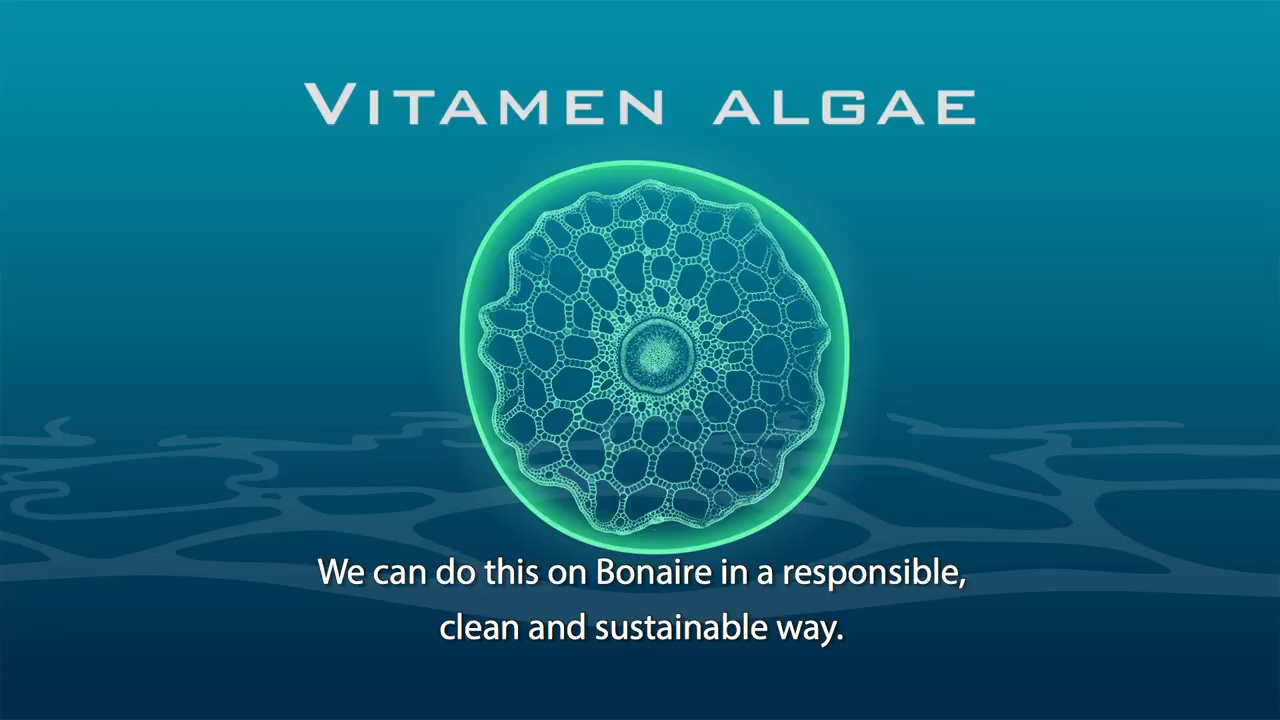 VITAMEN ALGAE
We can do this on Bonaire in a responsible,
clean and sustainable way.